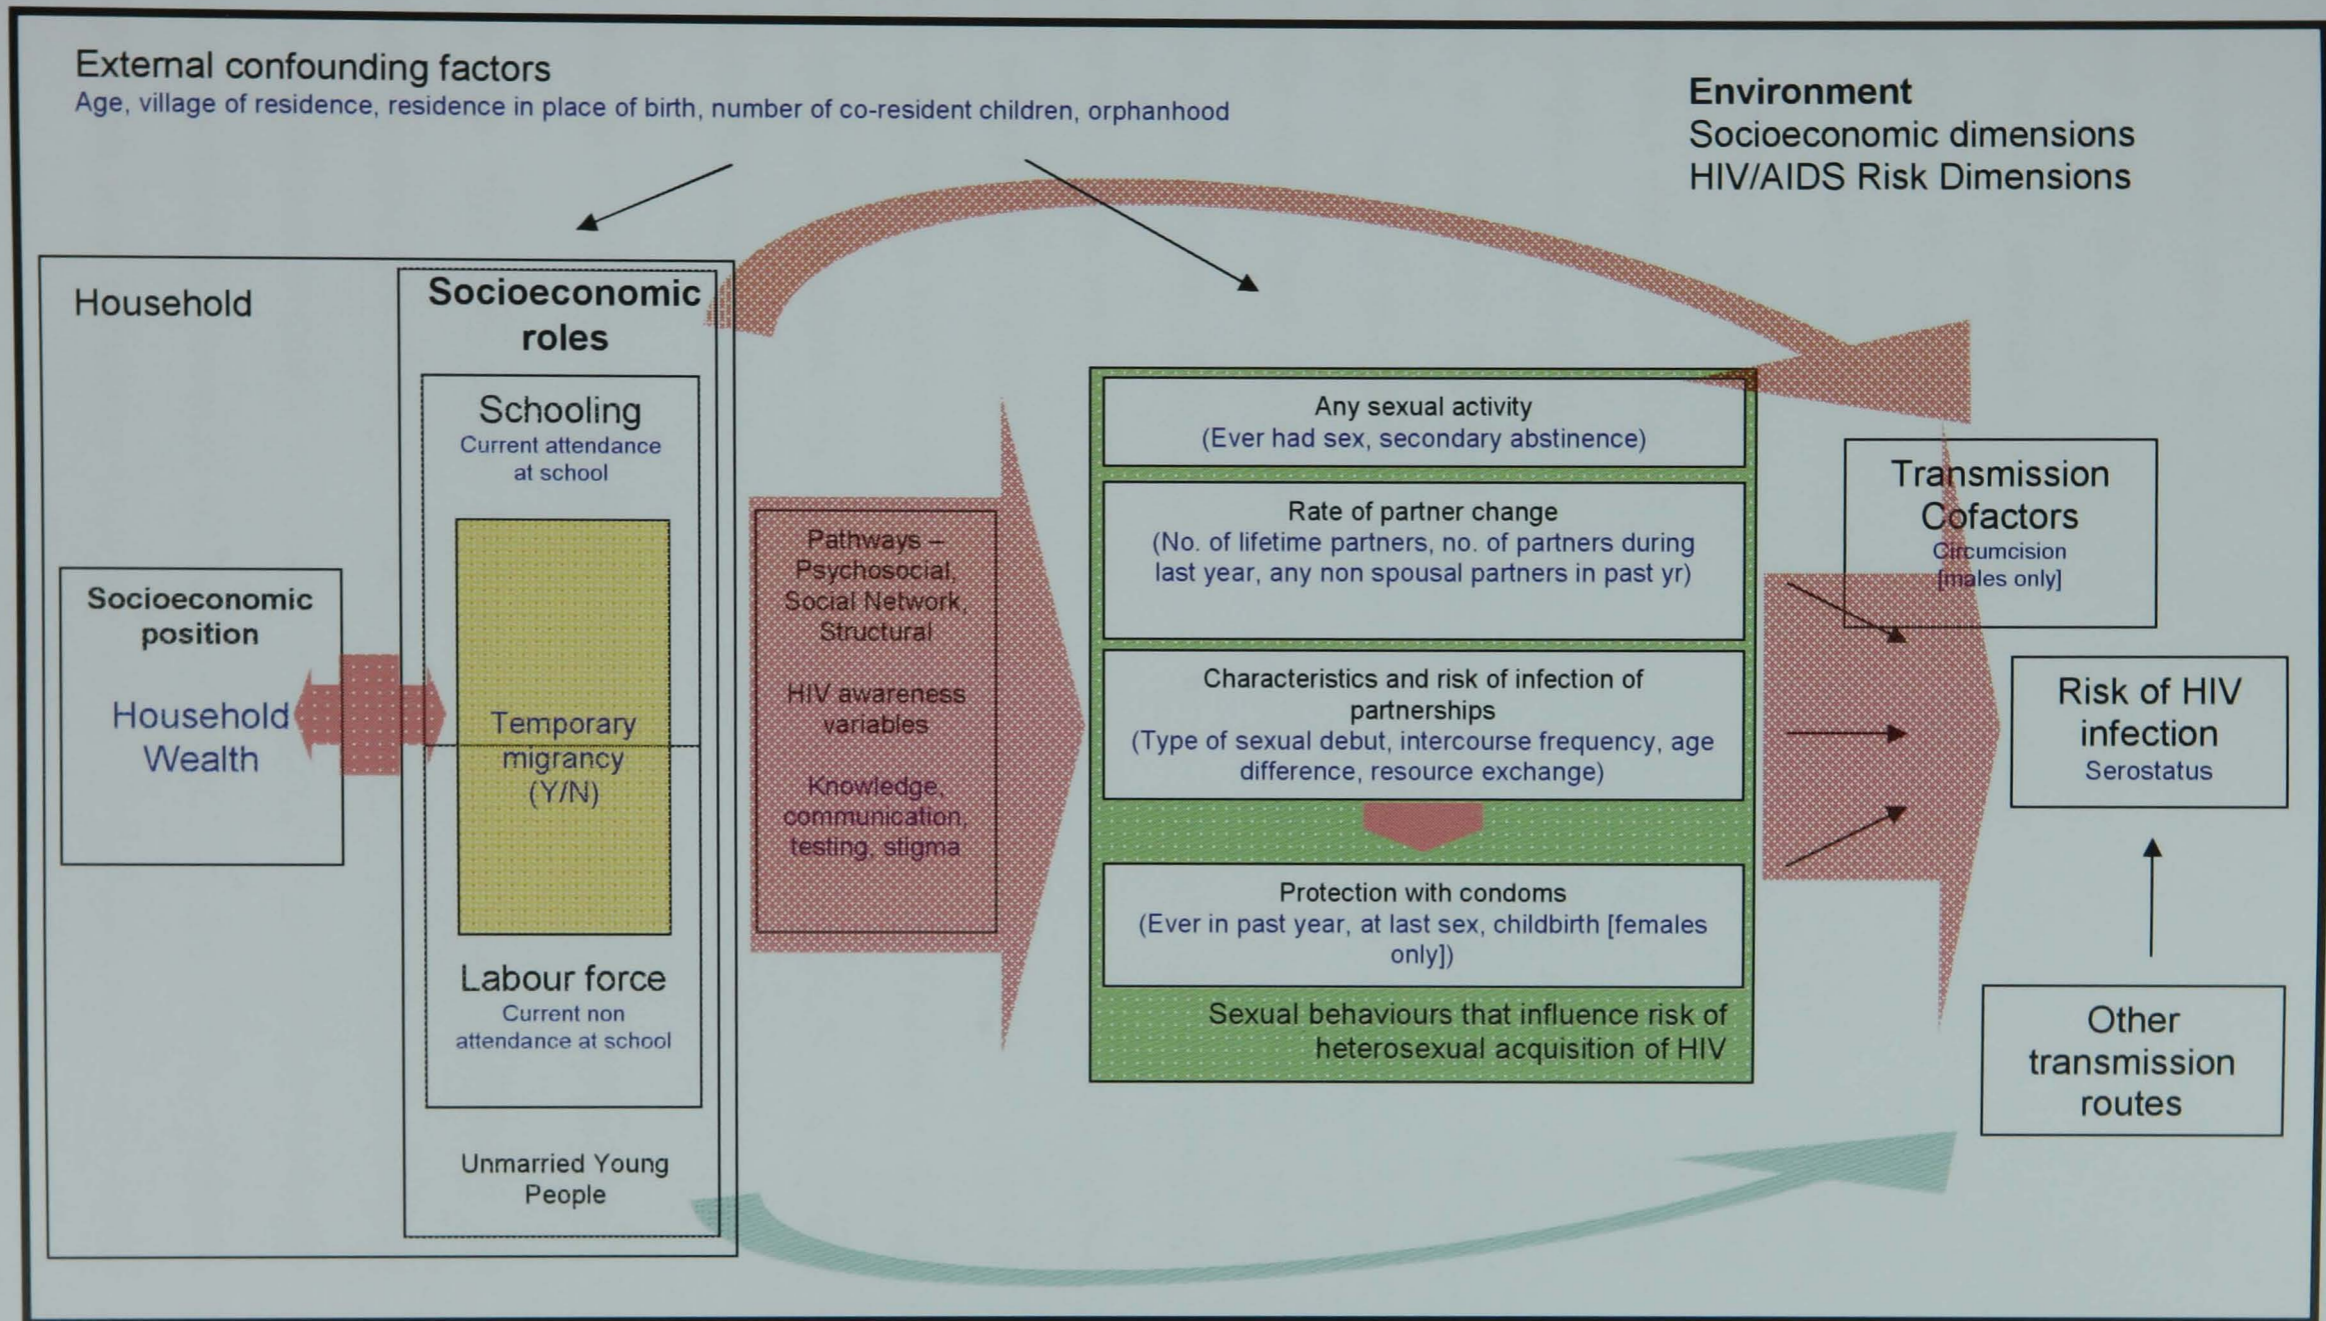 External confounding factors
Age, village of residence, residence in place of birth, number of co-resident children, orphanhood
Environment
Socioeconomic dimensions
HIV/AIDS Risk Dimensions
Household
Socioeconomic
roles
Schooling
Current attendance
at school
Socioeconomic
position
Household
Wealth
Temporary
migrancy
(Y/N)
Labour force
Current non
attendance at school
Unmarried Young
People
Pathways –
Psychosocial,
Social Network,
Structural
HIV awareness
variables
Knowledge,
communication,
testing, stigma
Any sexual activity
(Ever had sex, secondary abstinence)
Rate of partner change
(No. of lifetime partners, no. of partners during
last year, any non spousal partners in past yr)
Characteristics and risk of infection of
partnerships
(Type of sexual debut, intercourse frequency, age
difference, resource exchange)
Protection with condoms
(Ever in past year, at last sex, childbirth [females
only])
Sexual behaviours that influence risk of
heterosexual acquisition of HIV
Transmission
Cofactors
Circumcision
[males only]
Risk of HIV
infection
Serostatus
Other
transmission
routes